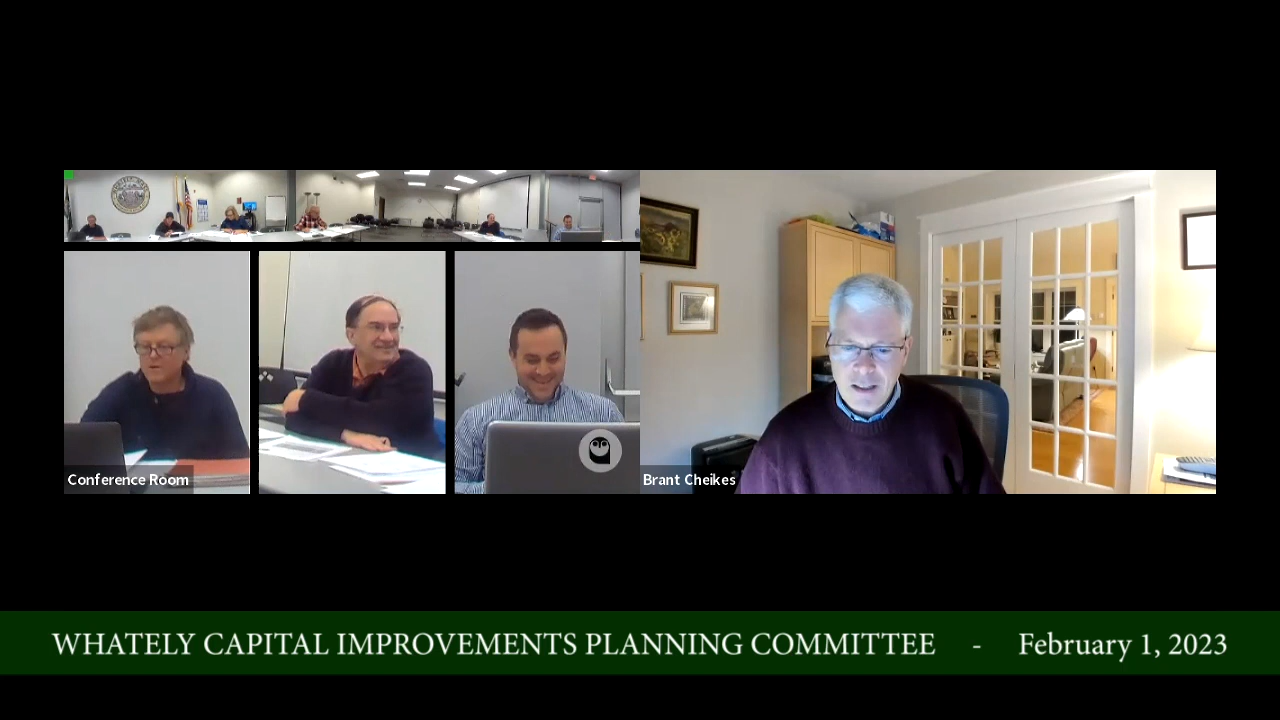 Conference Room
Brant Cheikes
WHATELY CAPITAL IMPROVEMENTS PLANNING COMMITTEE - February 1, 2023